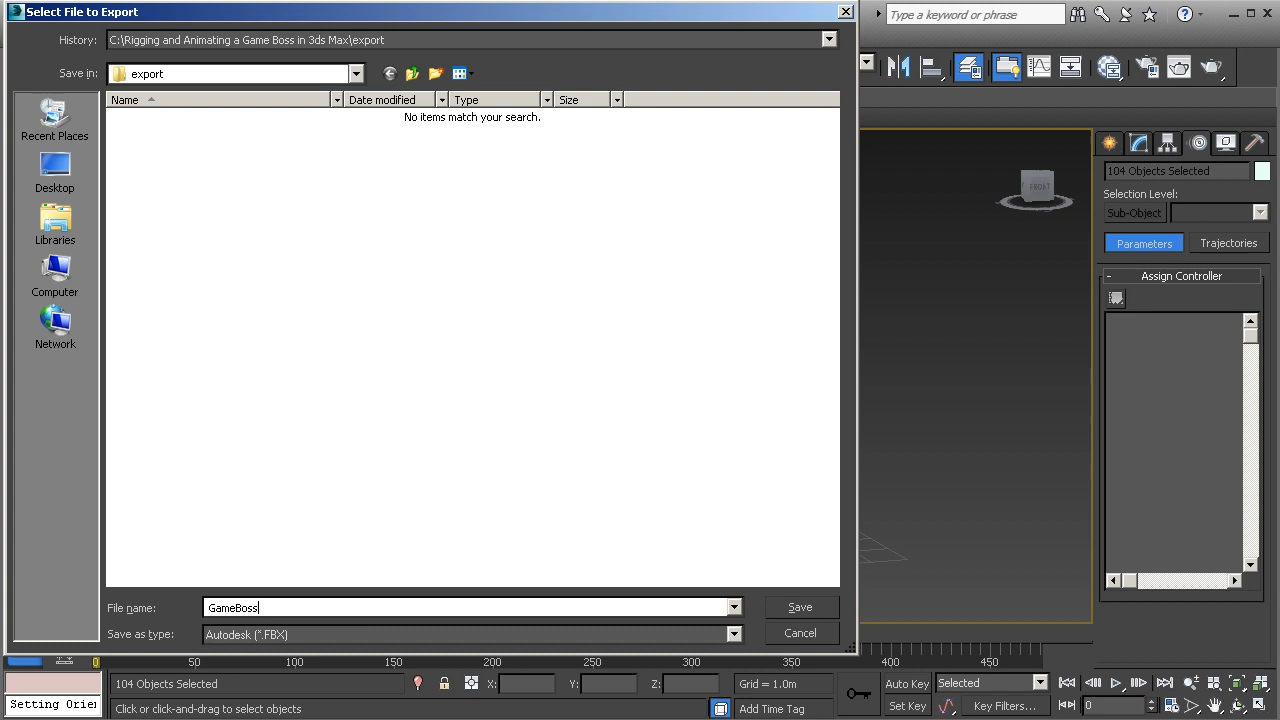 Select File to Export
Type a keyword or phrase
History: C:\Rigging and Animating a Game Boss in 3ds Max\export
Save in: export
Name Date modified Type Size
No items match your search.
Recent Places
Desktop
Libraries
Computer
Network
FRONT
104 Objects Selected
Selection Level:
Sub-Object
Parameters Trajectories
- Assign Controller
File name: GameBoss Save
Save as type: Autodesk (*.FBX) Cancel
0 50 100 150 200 250 300 350 400 450
104 Objects Selected X: Y: Z: Grid = 1.0m Auto Key Selected
Setting Orie Click or click-and-drag to select objects Add Time Tag Set Key Key Filters... 0